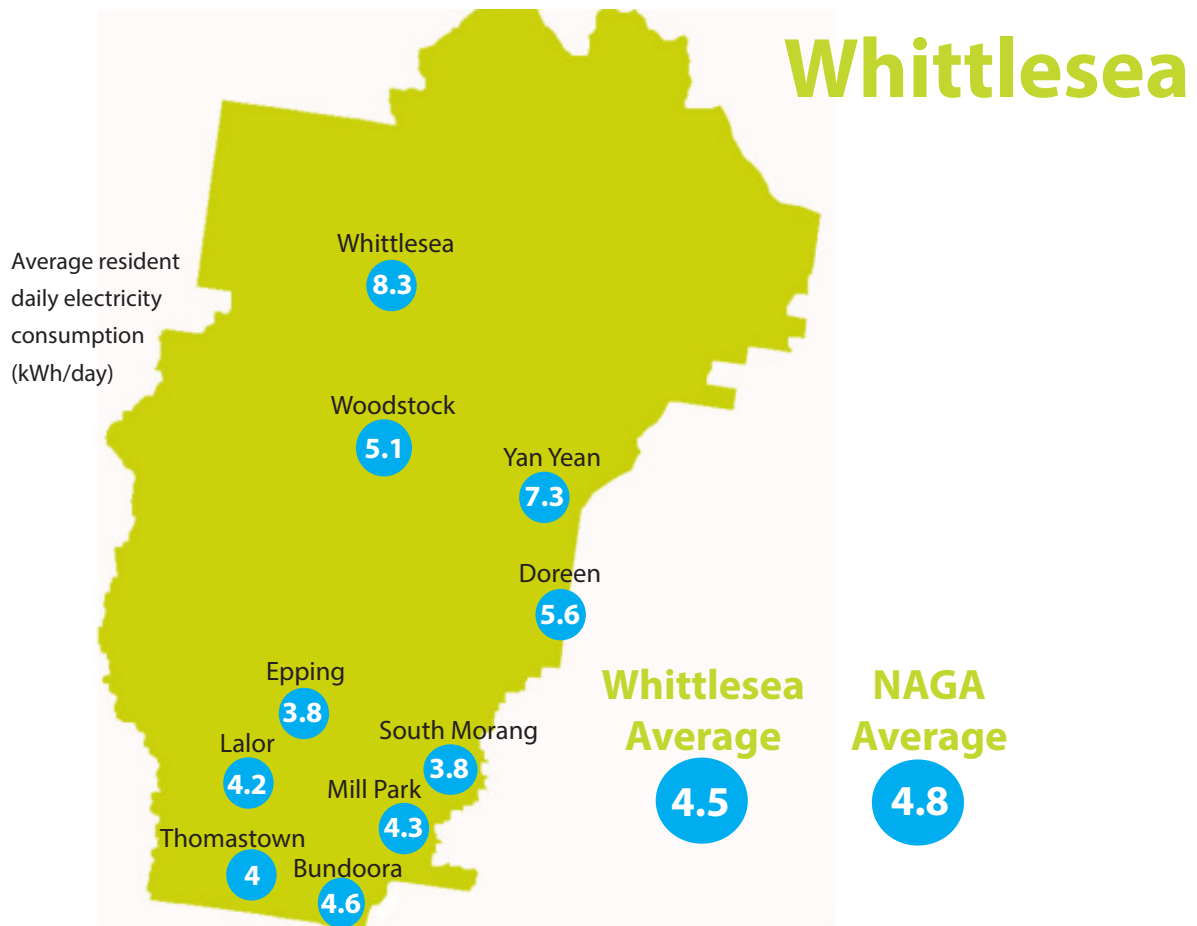 Whittlesea
Average resident
daily electricity
consumption
(kWh/day)
Whittlesea
8.3
Woodstock
5.1
Yan Yean
7.3
Doreen
5.6
Epping
3.8
South Morang
3.8
Lalor
4.2
Mill Park
4.3
Thomastown
4
Bundoora
4.6
Whittlesea
Average
4.5
NAGA
Average
4.8